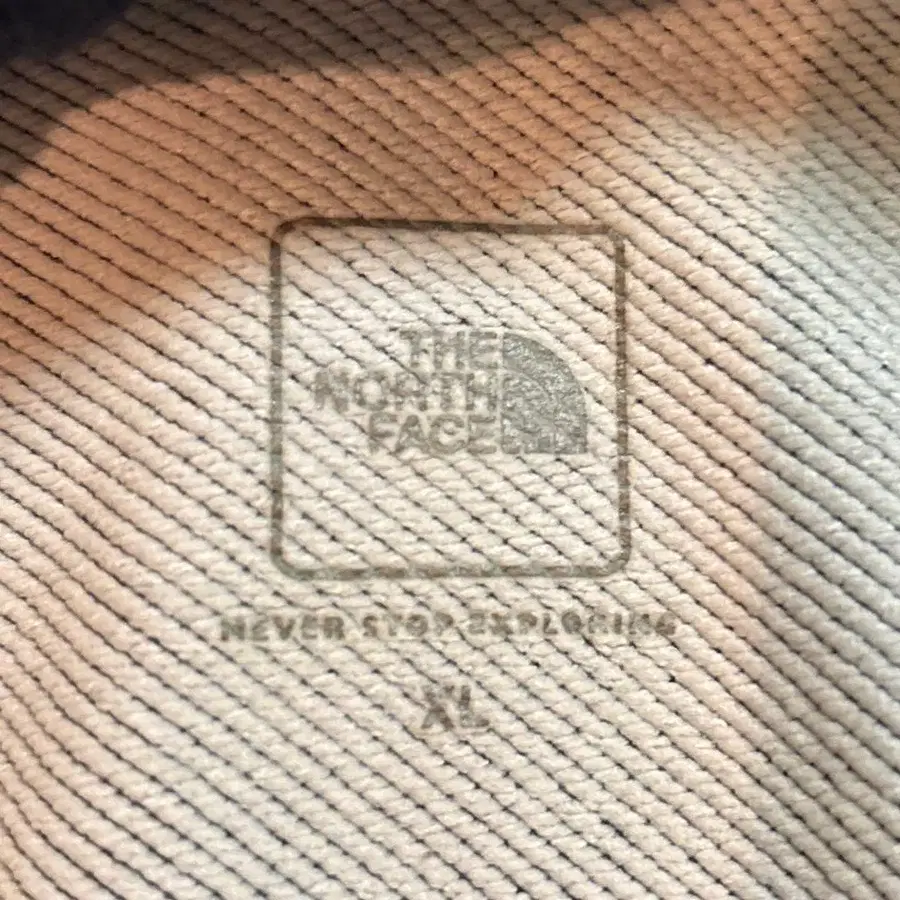 THE
NORTH
FACE
NEVER STOP EXPLORING
XL